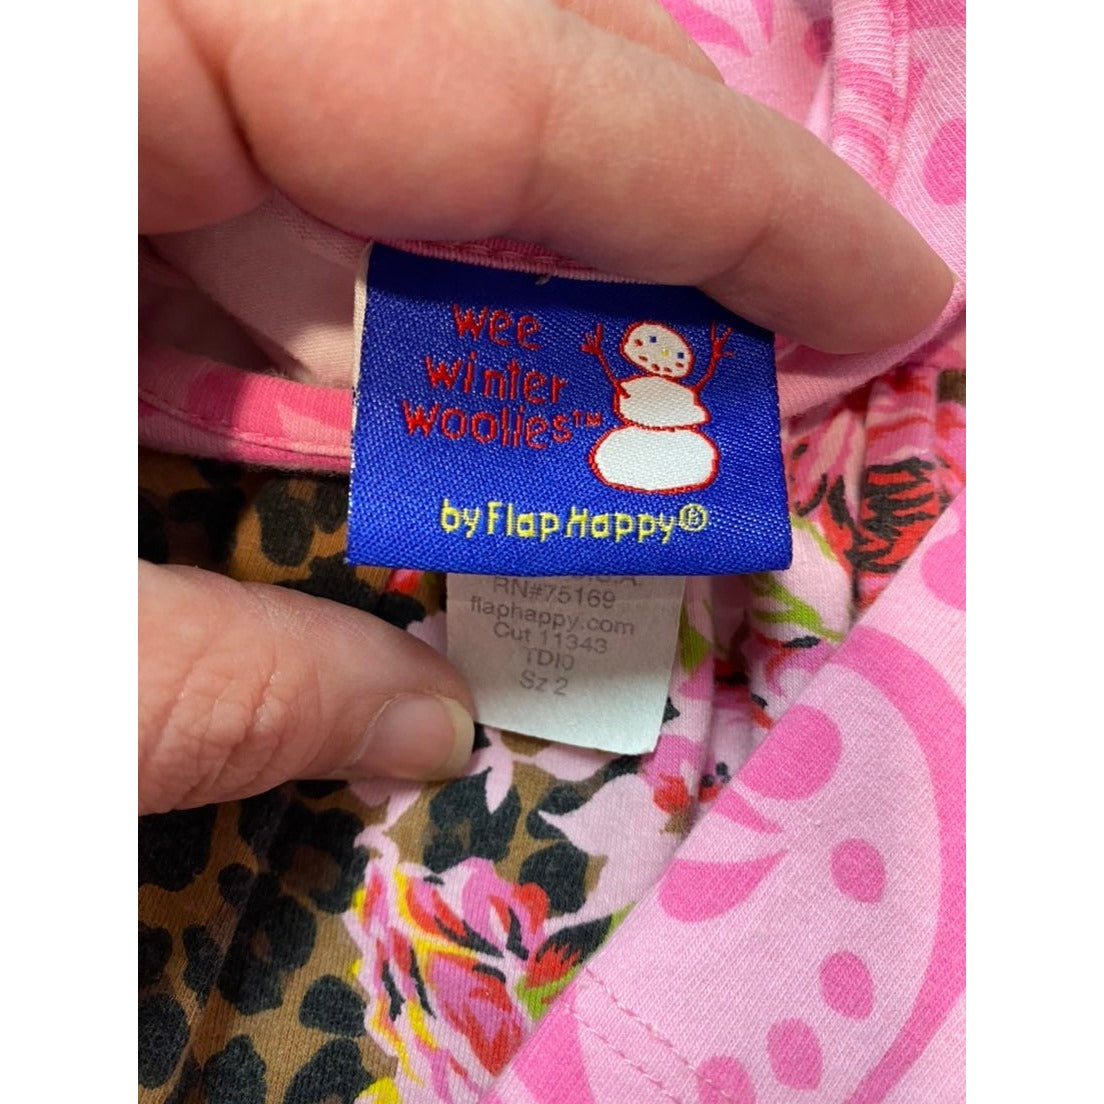 wee
winter
woolies™
by Flap Happy®
U.S.A.
RN#75169
flaphappy.com
Cut 11343
TDI0
Sz 2